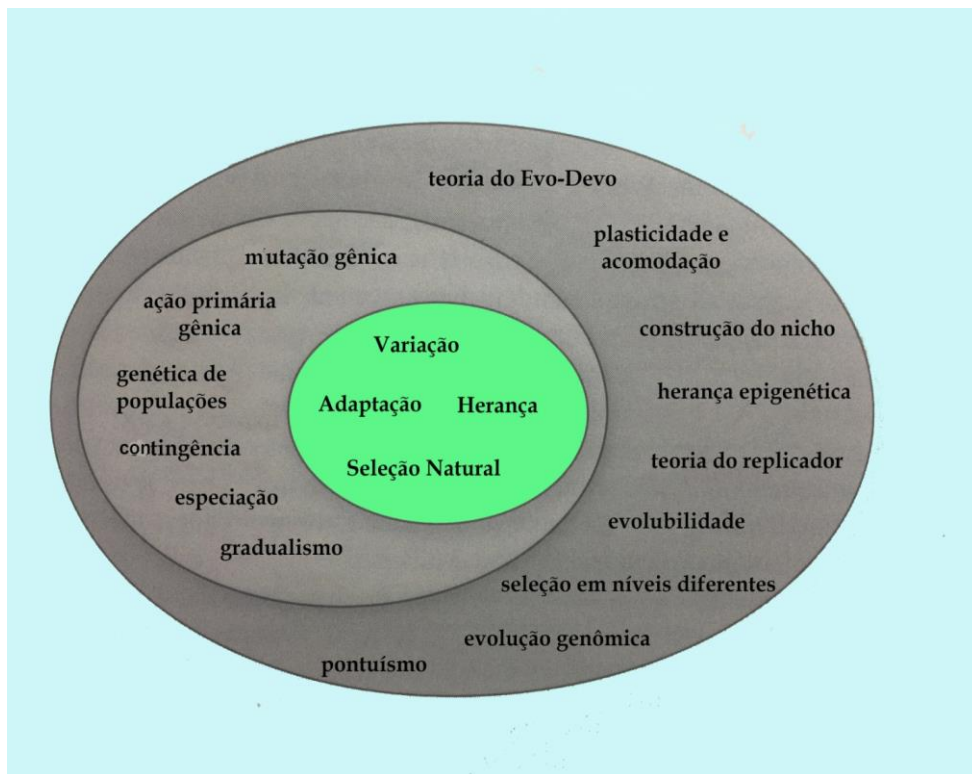 teoria do Evo-Devo
plasticidade e
acomodação
mutação gênica
ação primária
gênica
construção do nicho
Variação
genética de
populações
Adaptação
Herança
herança epigenética
contingência
Seleção Natural
teoria do replicador
especiação
evolubilidade
gradualismo
seleção em níveis diferentes
evolução genômica
pontuísmo